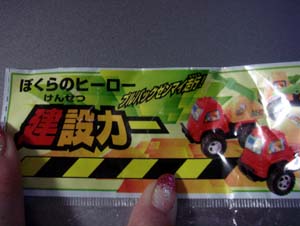 ぼくらのヒーロー
けんせつ
建設カー
プルバックゼンマイ走行!